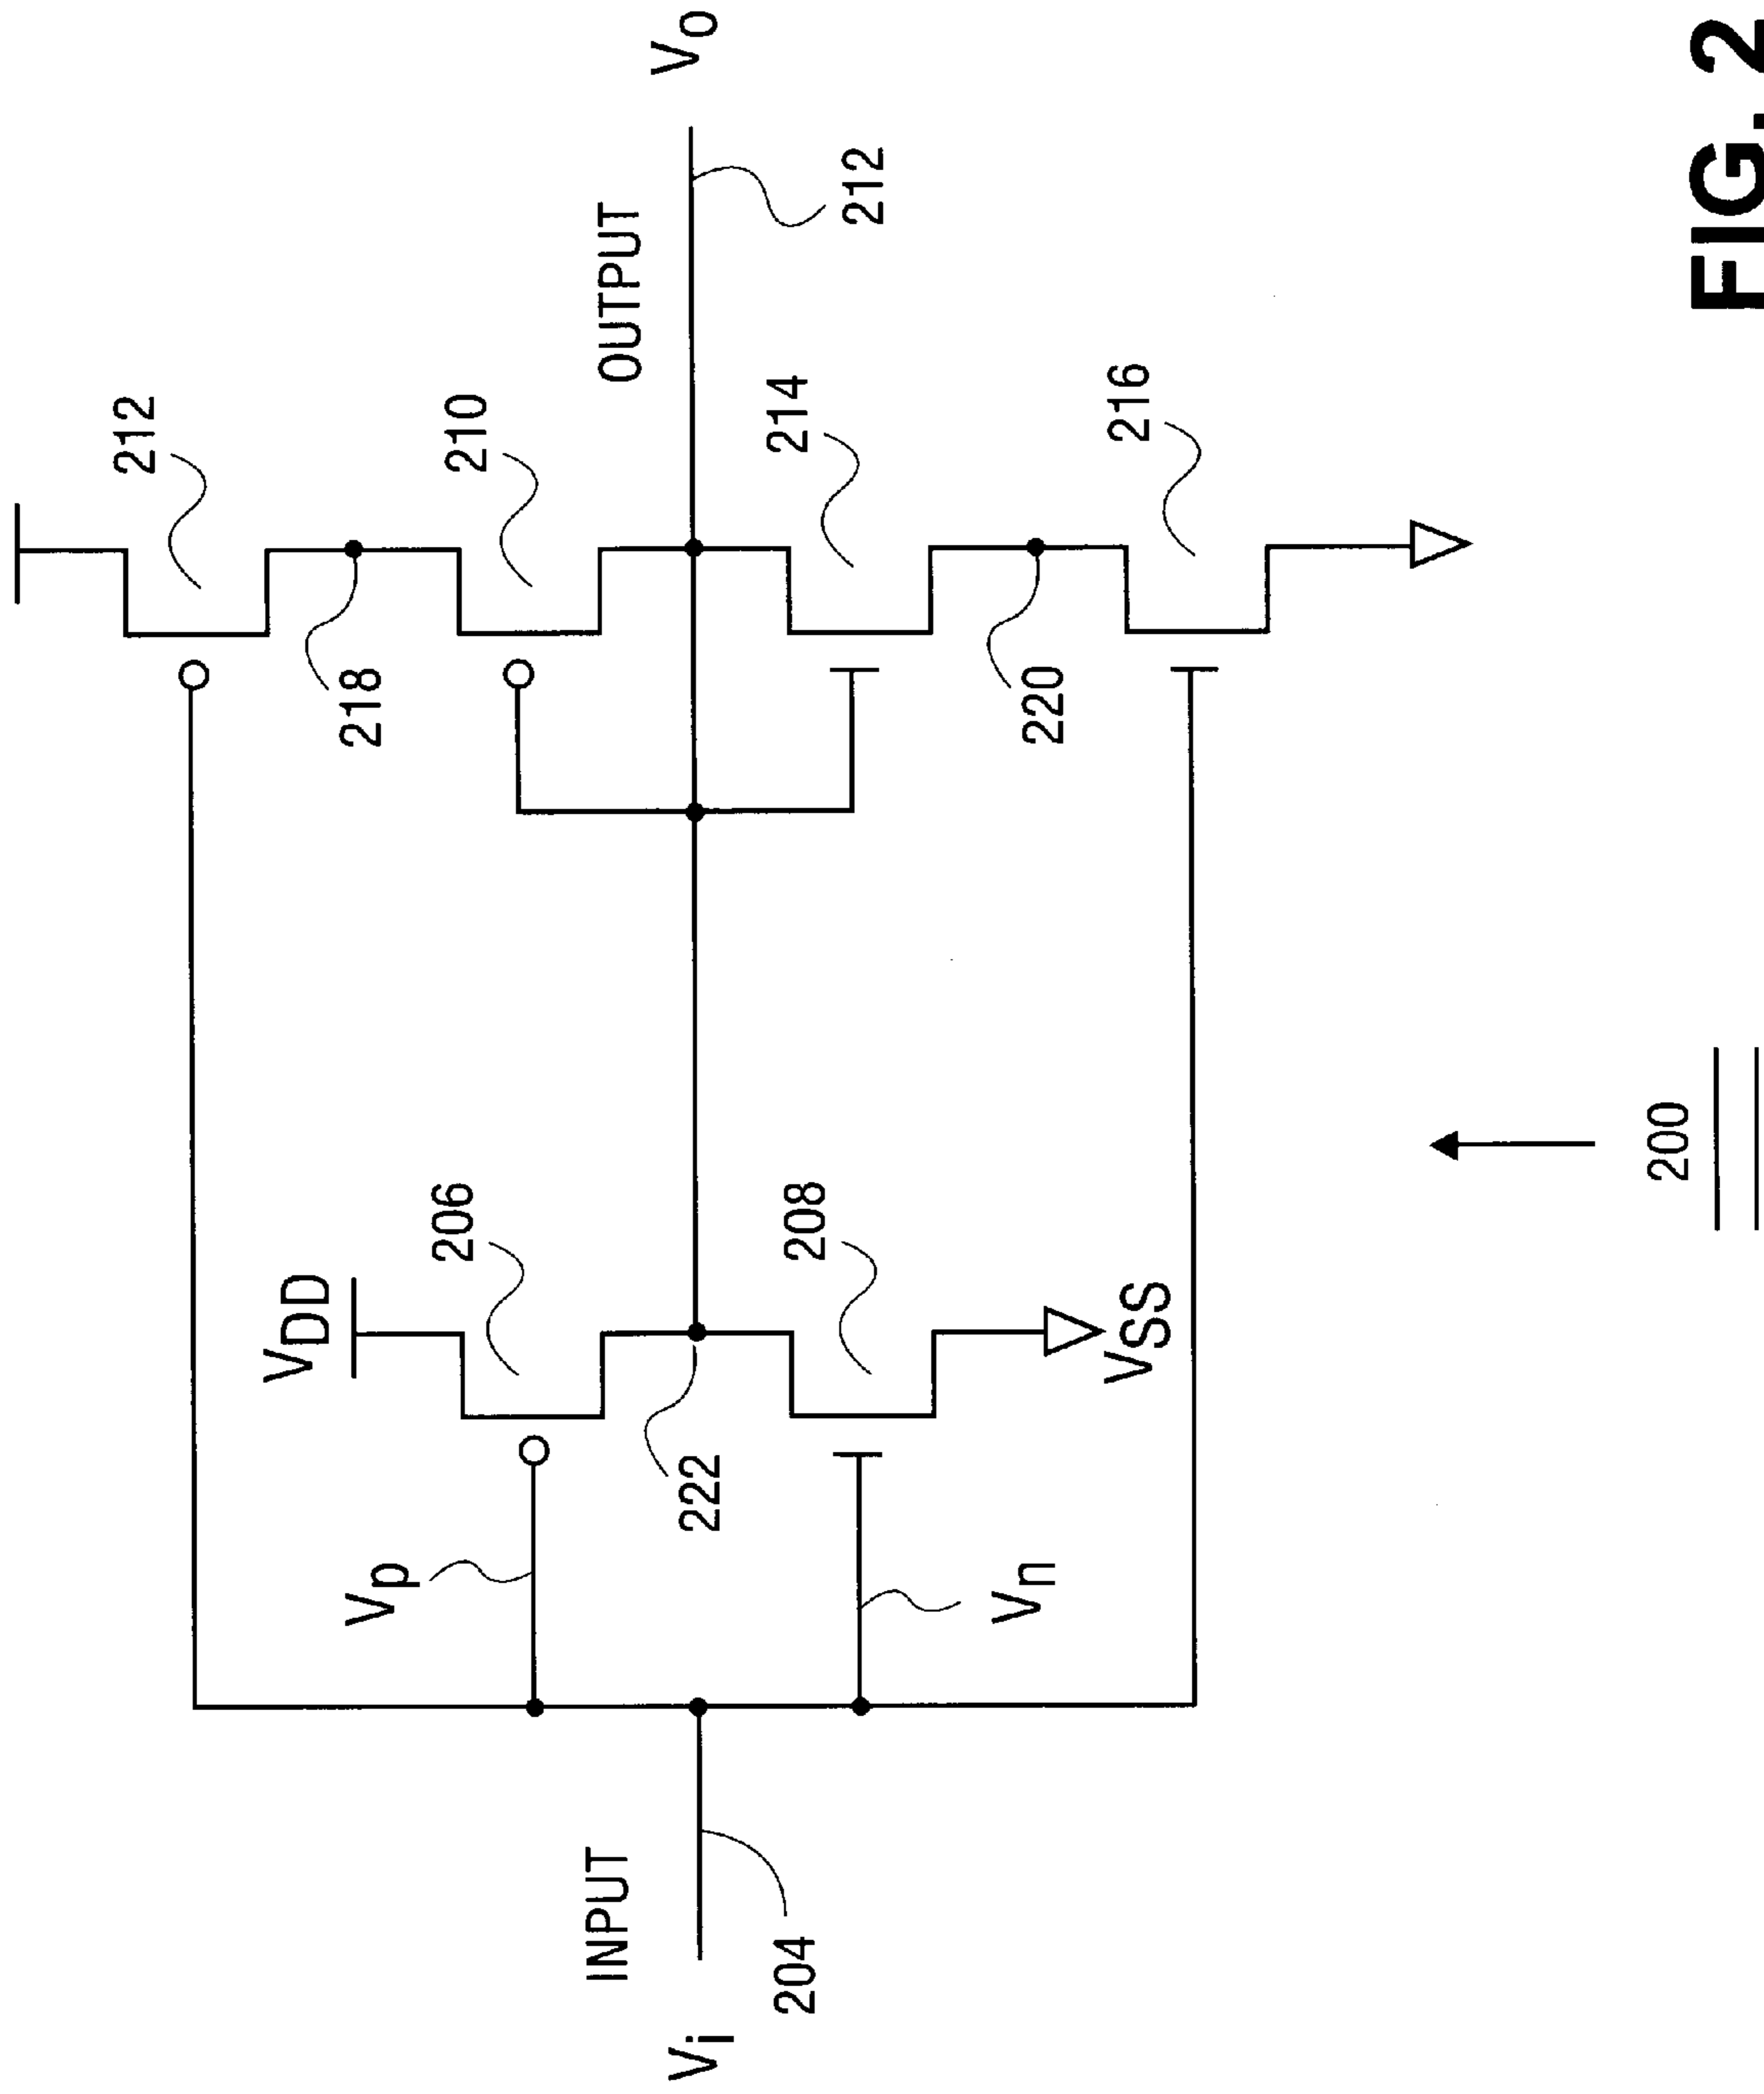 212
218
210
VDD
206
Vp
OUTPUT
Vo
212
INPUT
Vi
204
222
214
208
Vn
VSS
220
216
200
FIG. 2